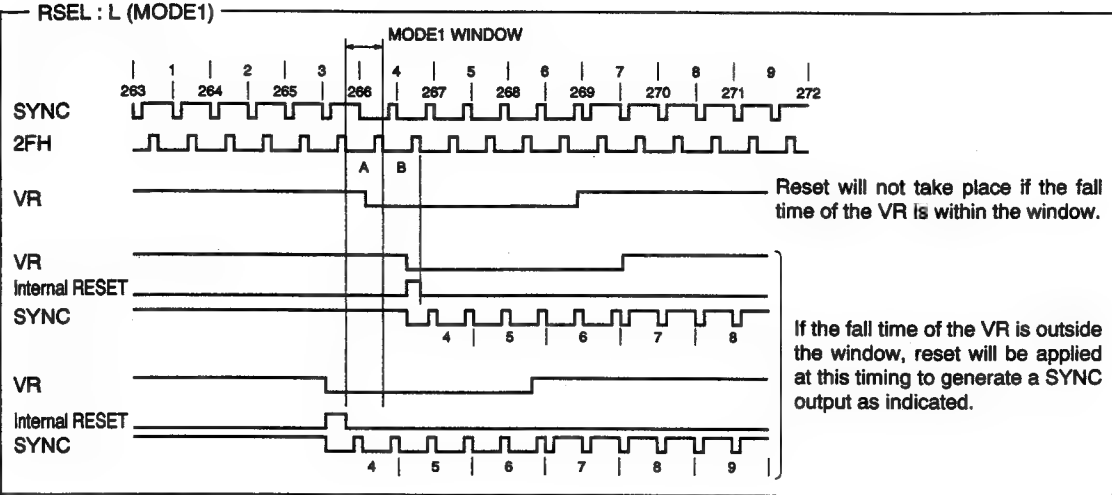 RSEL : L (MODE1)
MODE1 WINDOW
1 2 3 4 5 6 7 8 9
263 264 265 266 267 268 269 270 271 272
SYNC
2FH
A B
VR
Reset will not take place if the fall
time of the VR is within the window.
VR
Internal RESET
SYNC
4 5 6 7 8
If the fall time of the VR is outside
the window, reset will be applied
at this timing to generate a SYNC
output as indicated.
VR
Internal RESET
SYNC
4 5 6 7 8 9